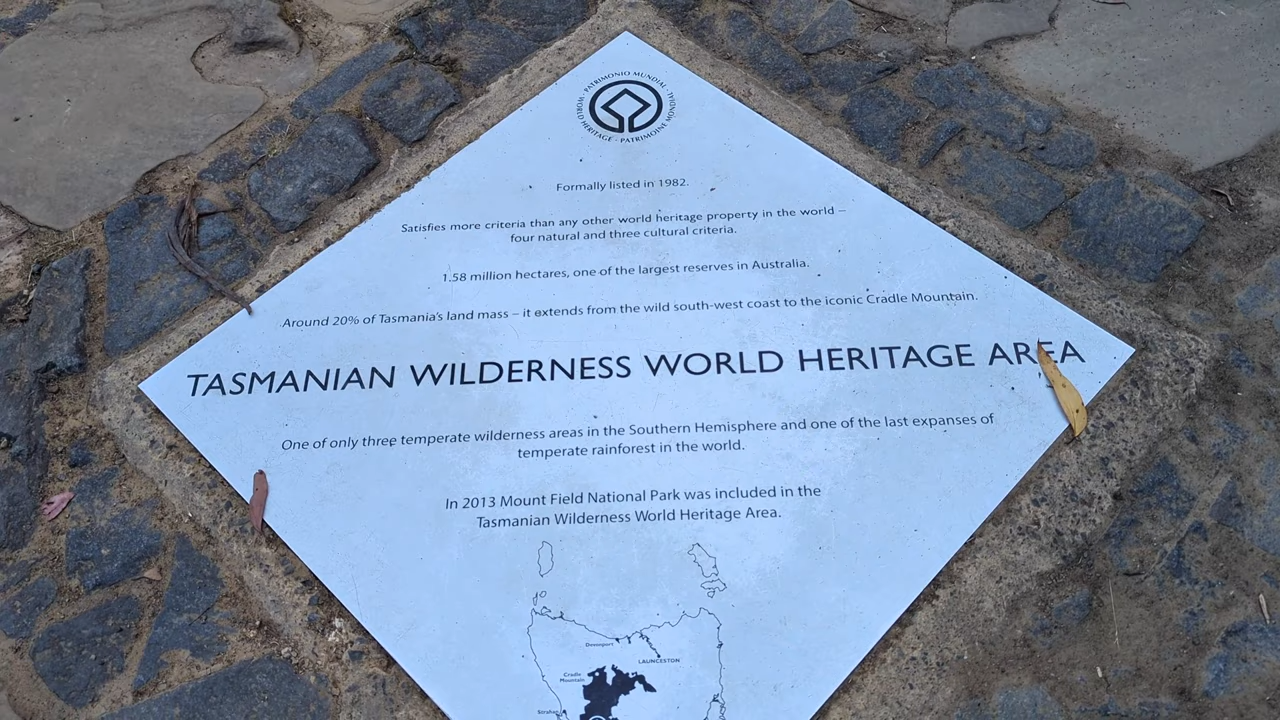 PATRIMONIO MUNDIAL · WORLD HERITAGE · PATRIMOINE MONDIAL
Formally listed in 1982.
Satisfies more criteria than any other world heritage property in the world –
four natural and three cultural criteria.
1.58 million hectares, one of the largest reserves in Australia.
Around 20% of Tasmania's land mass – it extends from the wild south-west coast to the iconic Cradle Mountain.
TASMANIAN WILDERNESS WORLD HERITAGE AREA
One of only three temperate wilderness areas in the Southern Hemisphere and one of the last expanses of
temperate rainforest in the world.
In 2013 Mount Field National Park was included in the
Tasmanian Wilderness World Heritage Area.
Devonport
LAUNCESTON
Cradle
Mountain
Strahan